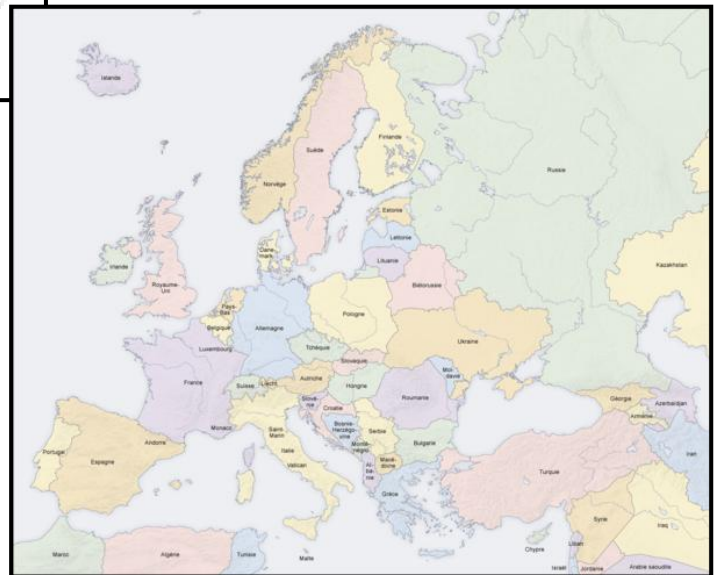 Islande
Finlande
Suède
Norvège
Russie
Estonie
Lettonie
Lituanie
Dane-
mark
Irlande
Royaume-
Uni
Biélorussie
Kazakhstan
Pays-
Bas
Belgique
Allemagne
Pologne
Luxembourg
Tchéquie
Ukraine
Slovaquie
France
Suisse
Liecht.
Autriche
Hongrie
Mol-
davie
Slové-
nie
Croatie
Roumanie
Monaco
Saint-
Marin
Bosnie-
Herzégo-
vine
Serbie
Géorgie
Azerbaïdjan
Arménie
Andorre
Portugal
Espagne
Italie
Vatican
Monté-
négro
Bulgarie
Macé-
doine
Al-
ba-
nie
Grèce
Turquie
Iran
Syrie
Iraq
Maroc
Algérie
Tunisie
Malte
Chypre
Liban
Israël
Jordanie
Arabie saoudite